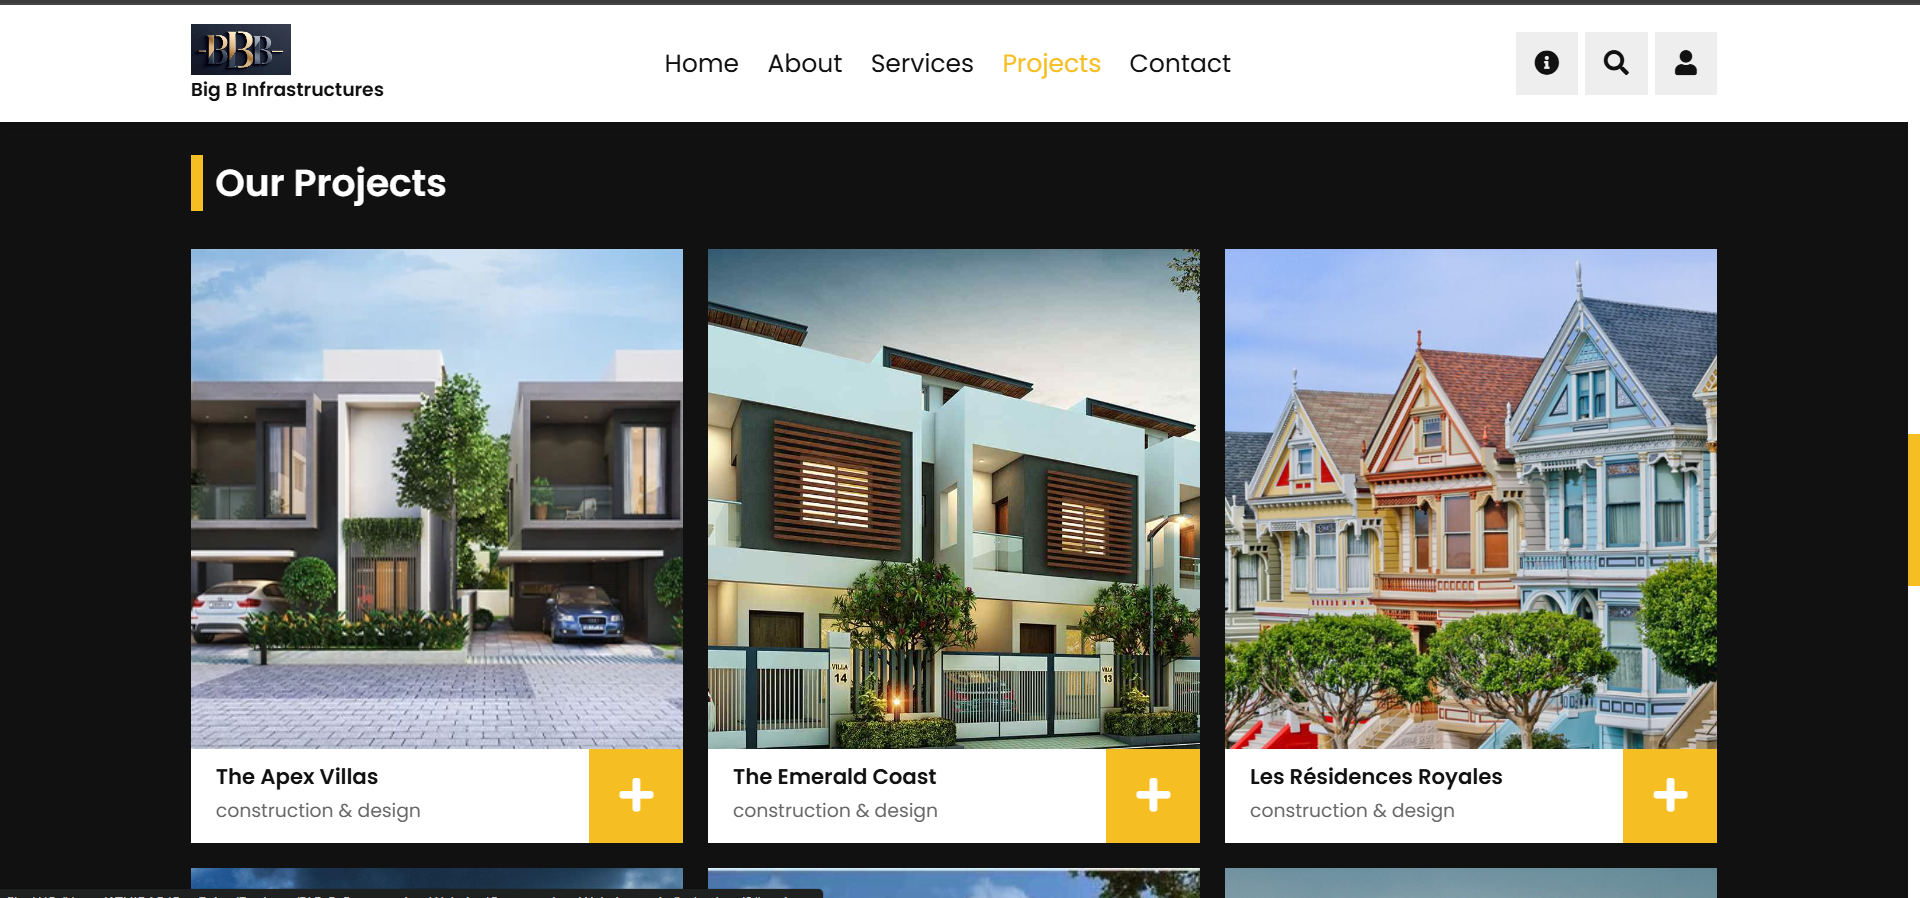 BBB
Big B Infrastructures
Home About Services Projects Contact
Our Projects
VILLA
14
VILLA
13
The Apex Villas
construction & design
The Emerald Coast
construction & design
Les Résidences Royales
construction & design